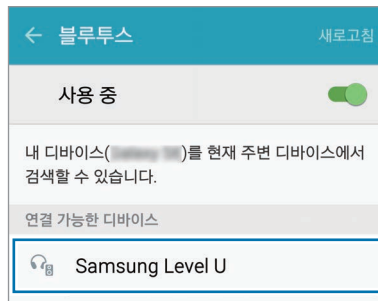 ← 블루투스 새로고침
사용 중
내 디바이스( )를 현재 주변 디바이스에서
검색할 수 있습니다.
연결 가능한 디바이스
Samsung Level U